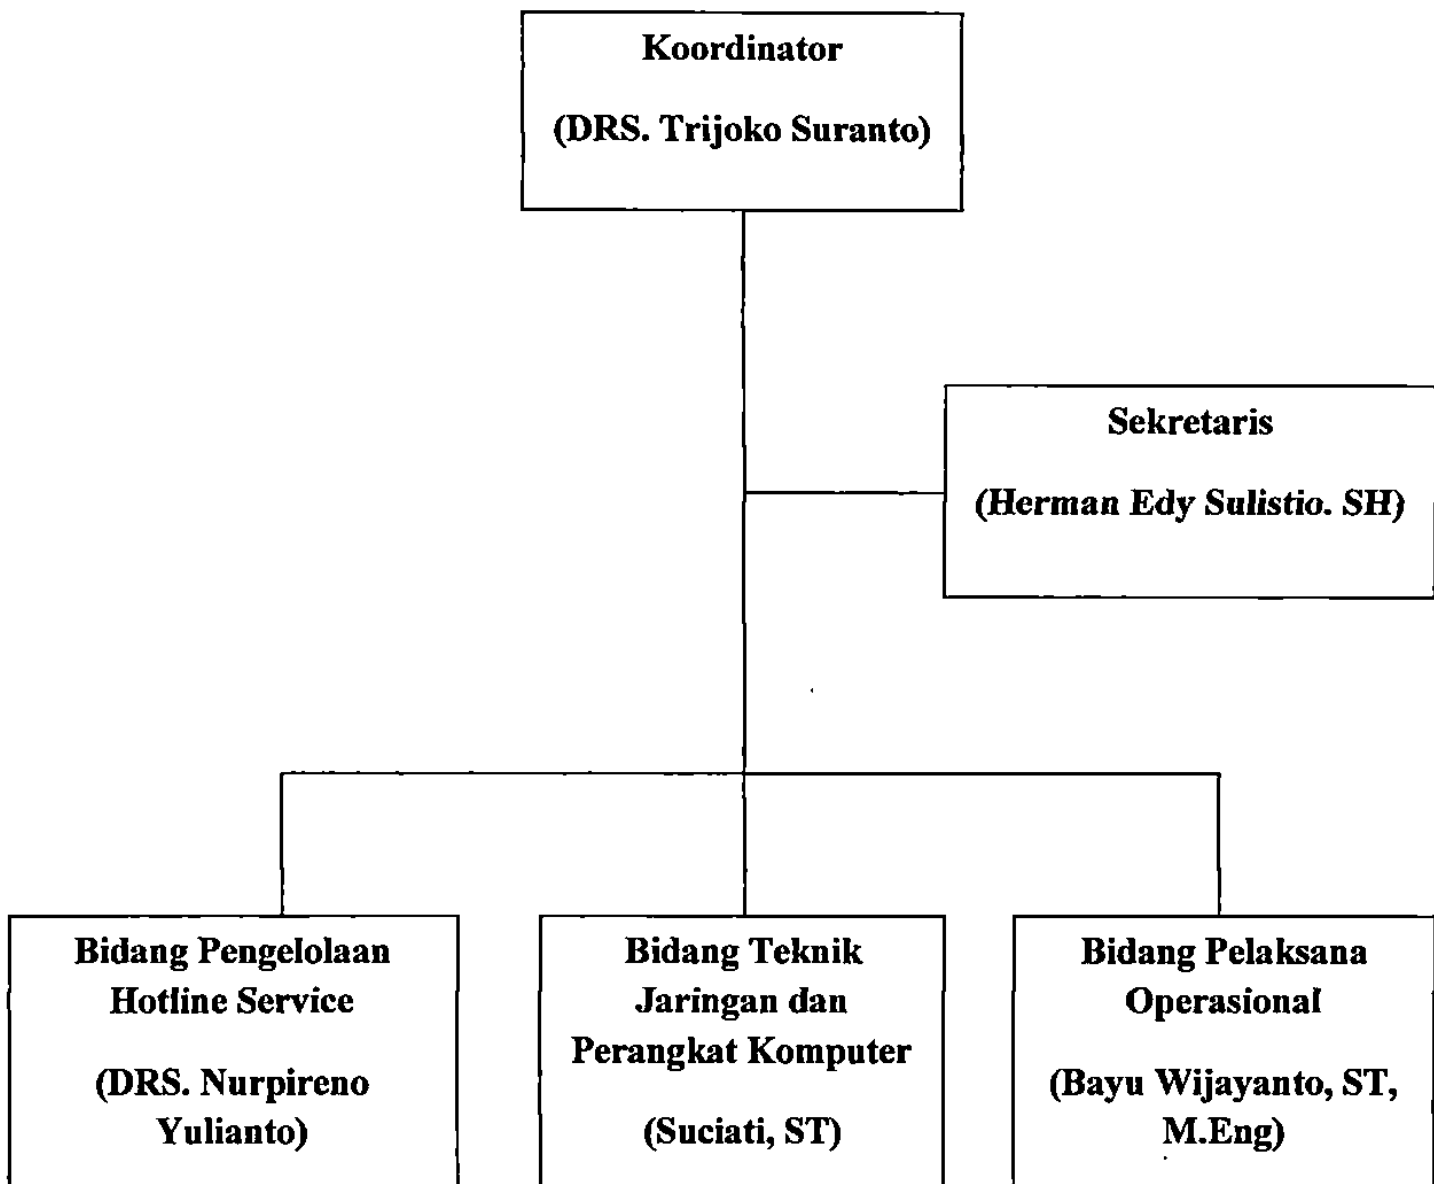 Koordinator
(DRS. Trijoko Suranto)
Sekretaris
(Herman Edy Sulistio. SH)
Bidang Pengelolaan
Hotline Service
(DRS. Nurpireno
Yulianto)
Bidang Teknik
Jaringan dan
Perangkat Komputer
(Suciati, ST)
Bidang Pelaksana
Operasional
(Bayu Wijayanto, ST,
M.Eng)